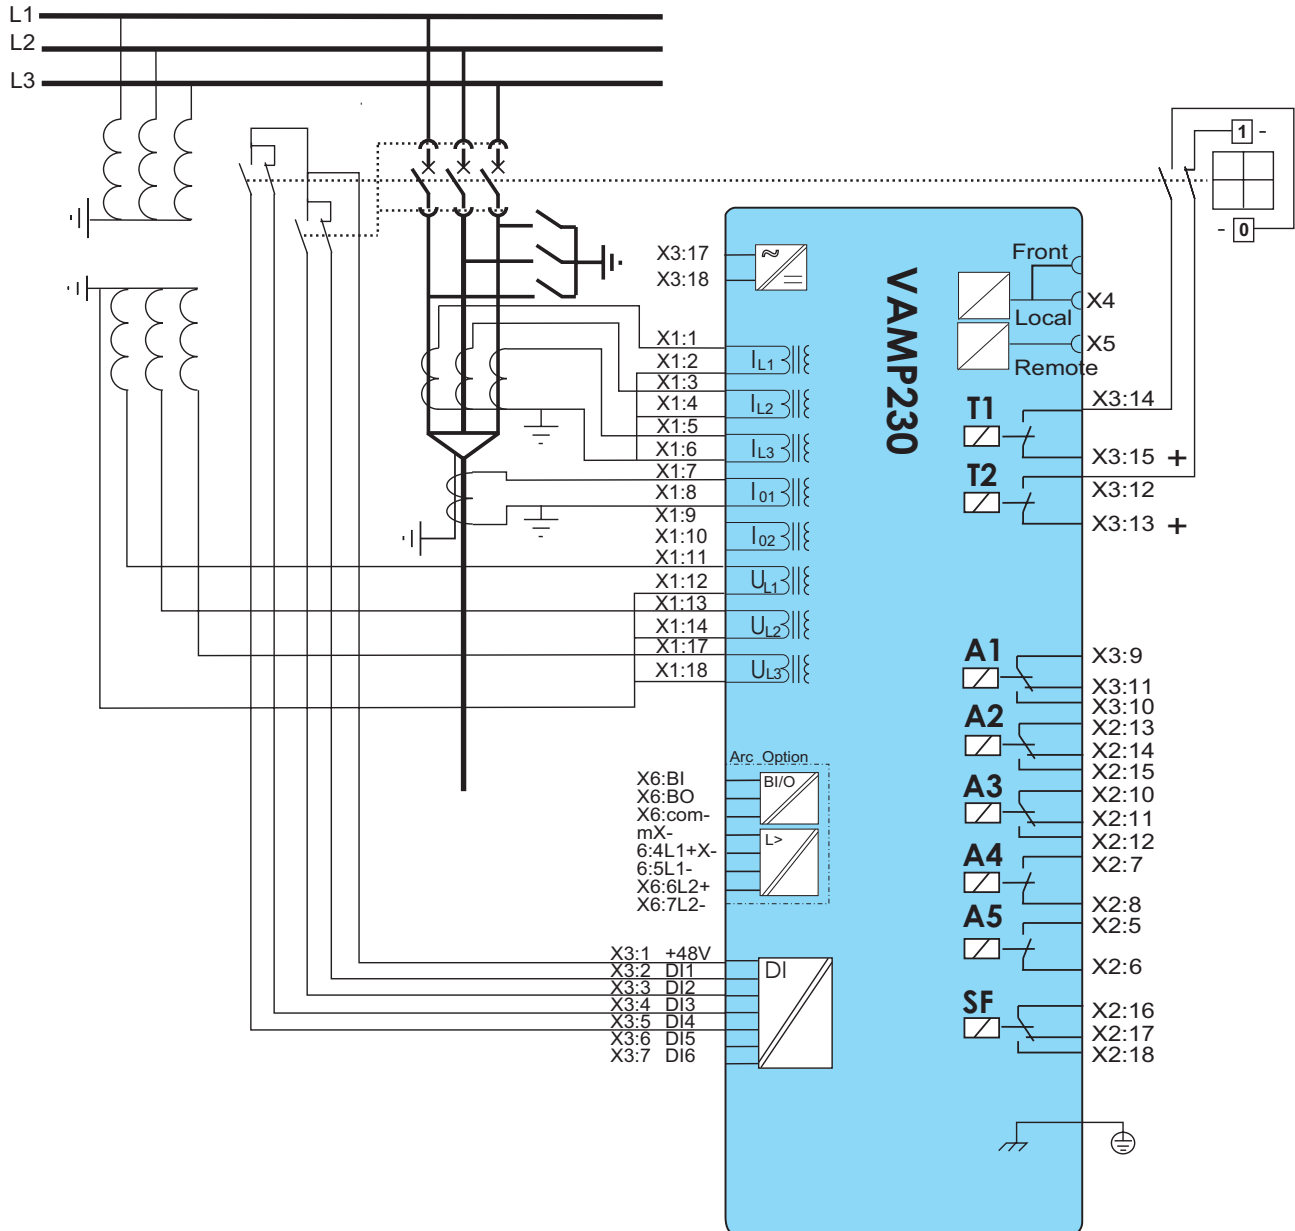 L1
L2
L3
1 -
- 0
X3:17
X3:18
VAMP230
Front
Local
X4
X5
Remote
X1:1
X1:2
X1:3
X1:4
X1:5
X1:6
X1:7
X1:8
X1:9
X1:10
X1:11
X1:12
X1:13
X1:14
X1:17
X1:18
IL1
IL2
IL3
I01
I02
UL1
UL2
UL3
T1
X3:14
X3:15 +
T2
X3:12
X3:13 +
A1
X3:9
X3:11
X3:10
A2
X2:13
X2:14
X2:15
A3
X2:10
X2:11
X2:12
A4
X2:7
X2:8
A5
X2:5
X2:6
SF
X2:16
X2:17
X2:18
Arc Option
X6:BI
X6:BO
X6:com-
mX-
6:4L1+X-
6:5L1-
X6:6L2+
X6:7L2-
BI/O
L>
X3:1 +48V
X3:2 DI1
X3:3 DI2
X3:4 DI3
X3:5 DI4
X3:6 DI5
X3:7 DI6
DI